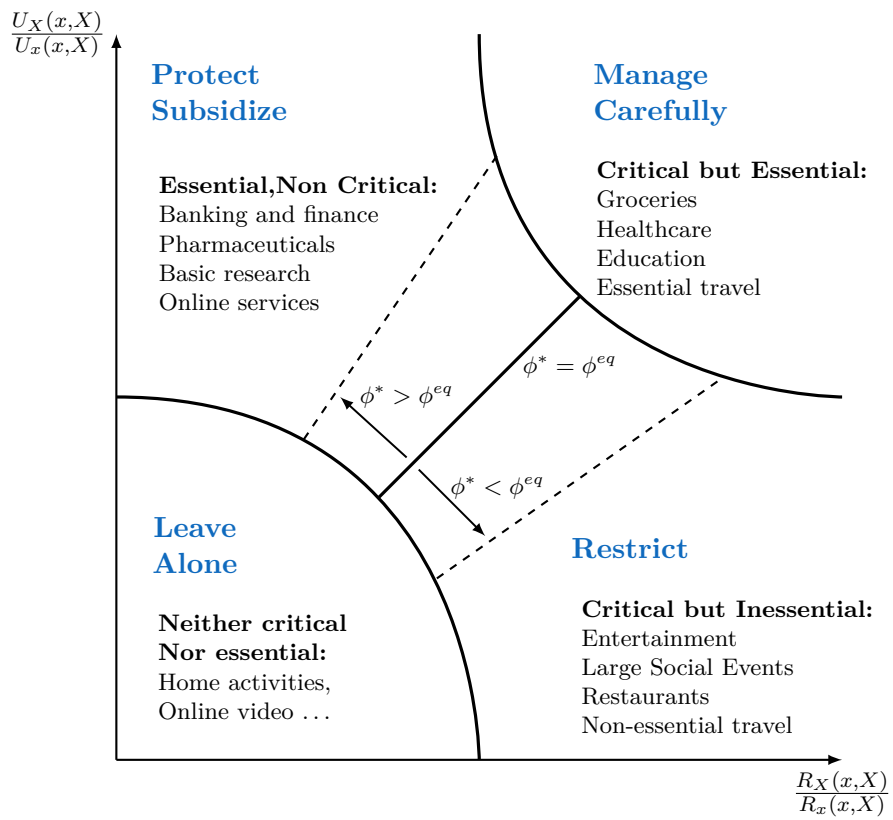 U_X(x,X)
U_x(x,X)
Protect
Subsidize
Manage
Carefully
Essential,Non Critical:
Banking and finance
Pharmaceuticals
Basic research
Online services
Critical but Essential:
Groceries
Healthcare
Education
Essential travel
ϕ* = ϕ^eq
ϕ* > ϕ^eq
ϕ* < ϕ^eq
Leave
Alone
Restrict
Neither critical
Nor essential:
Home activities,
Online video ...
Critical but Inessential:
Entertainment
Large Social Events
Restaurants
Non-essential travel
R_X(x,X)
R_x(x,X)